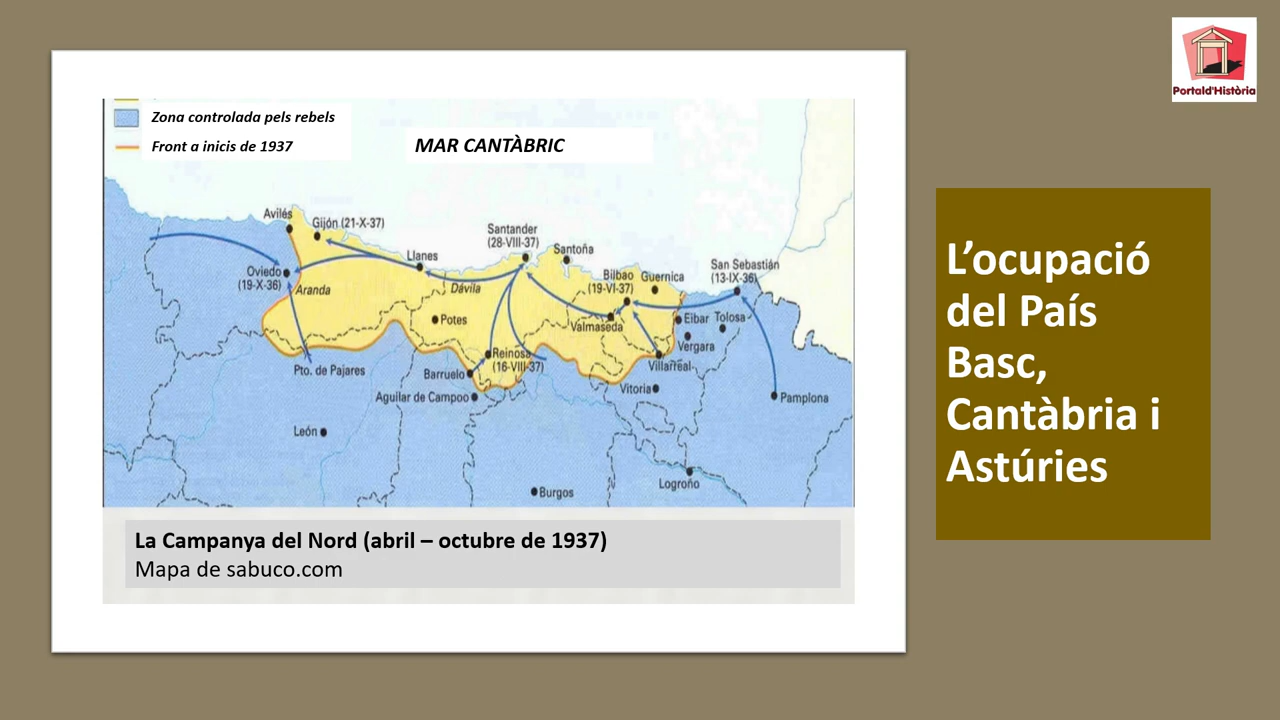 Portald'Història
Zona controlada pels rebels
Front a inicis de 1937
MAR CANTÀBRIC
Avilés
Gijón (21-X-37)
Santander
(28-VIII-37)
Santoña
Llanes
Bilbao
(19-VI-37)
Guernica
San Sebastián
(13-IX-36)
Oviedo
(19-X-36)
Aranda
Dávila
Potes
Valmaseda
Eibar
Tolosa
Vergara
Reinosa
(16-VIII-37)
Villarreal
Pto. de Pajares
Barruelo
Vitoria
Aguilar de Campoo
Pamplona
León
Logroño
Burgos
La Campanya del Nord (abril – octubre de 1937)
Mapa de sabuco.com
L’ocupació
del País
Basc,
Cantàbria i
Astúries